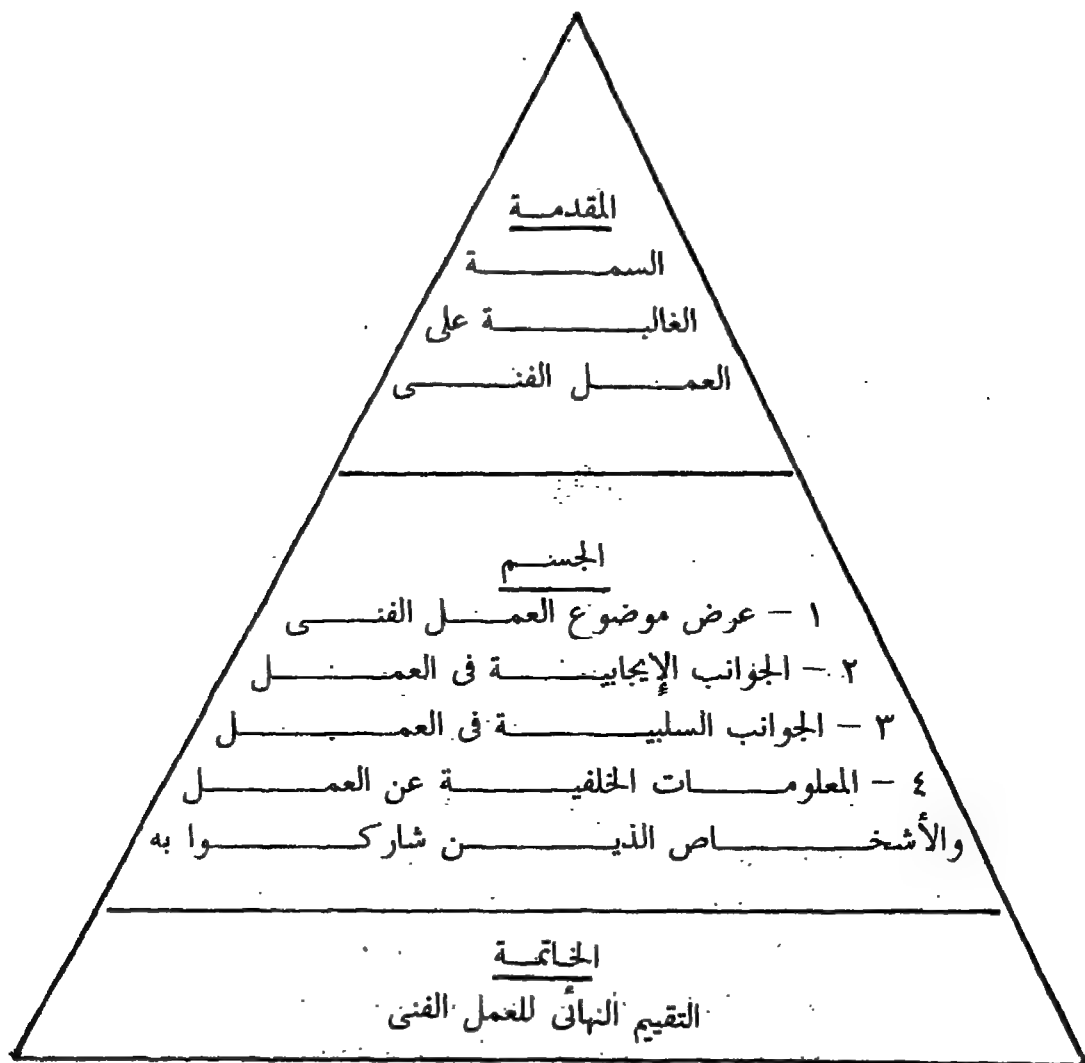 المقدمة
السمة
الغالبة على
العمل الفنى
الجسم
١ - عرض موضوع العمل الفنى
٢ - الجوانب الإيجابية فى العمل
٣ - الجوانب السلبية فى العمل
٤ - المعلومات الخلفية عن العمل
والأشخاص الذين شاركوا به
الخاتمة
التقييم النهائى للعمل الفنى